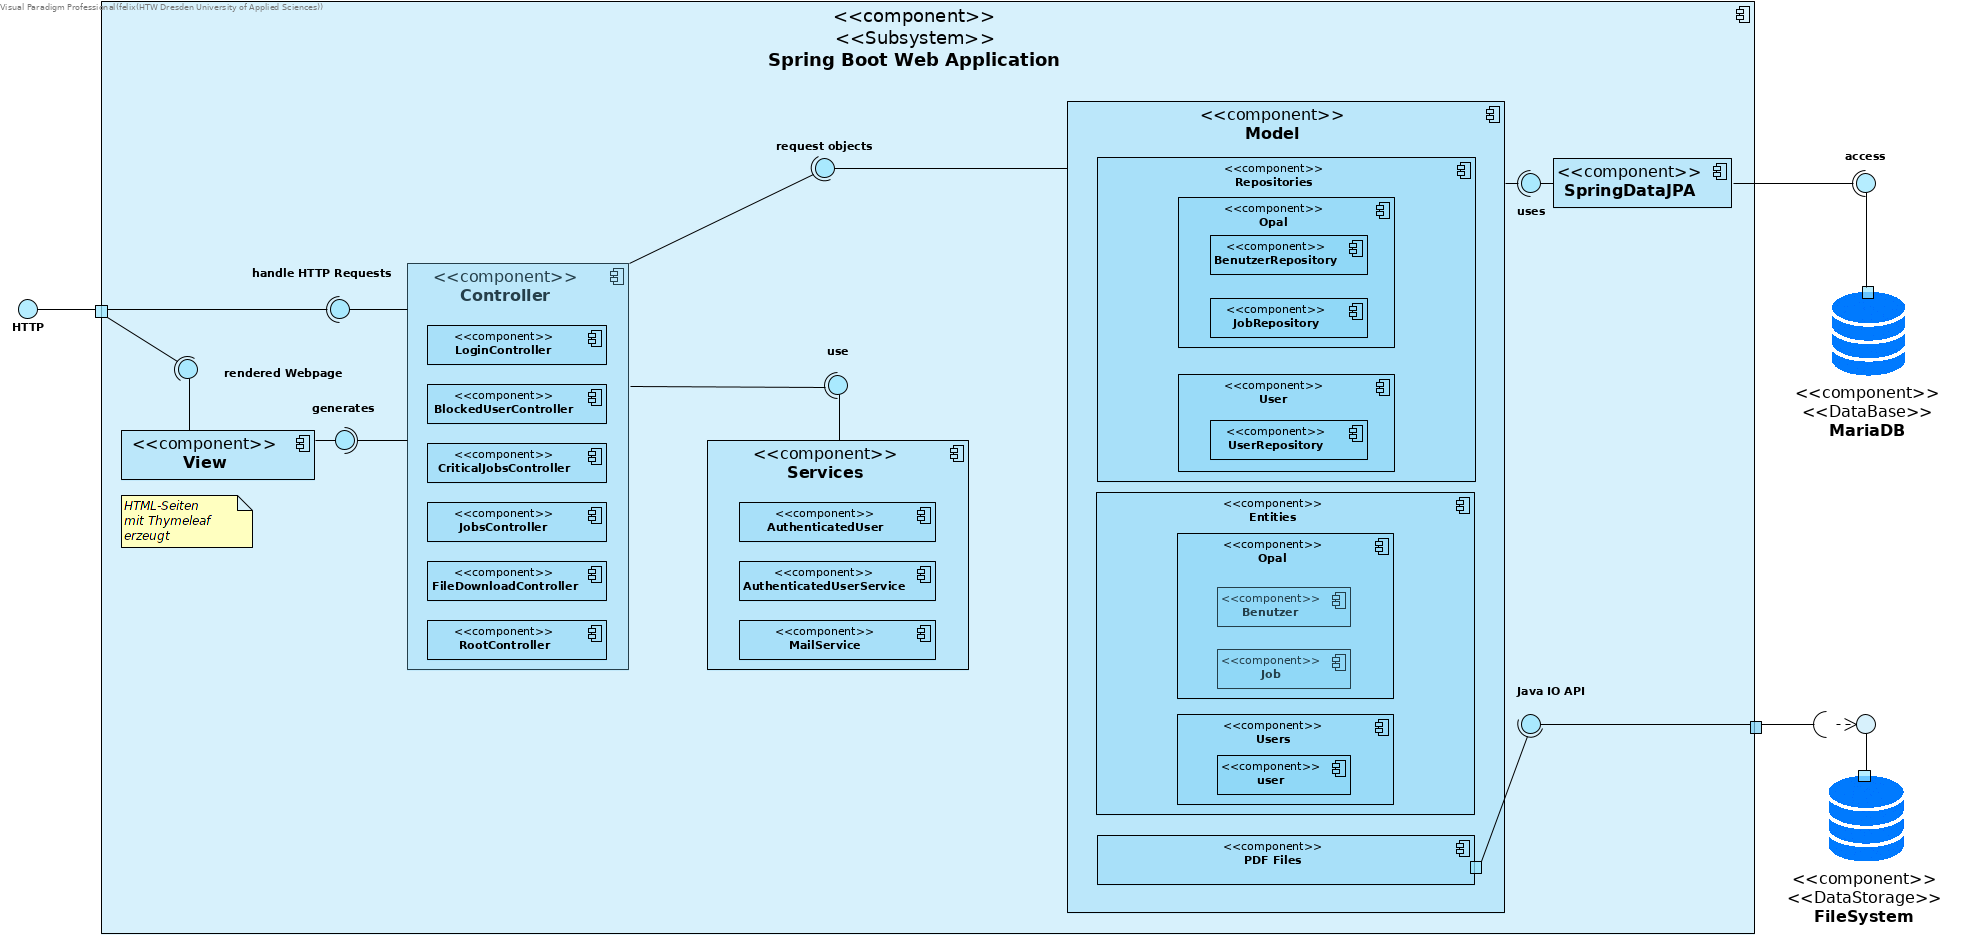 Visual Paradigm Professional(felix(HTW Dresden University of Applied Sciences))
<<component>>
<<Subsystem>>
Spring Boot Web Application
HTTP
handle HTTP Requests
rendered Webpage
generates
<<component>>
View
HTML-Seiten
mit Thymeleaf
erzeugt
<<component>>
Controller
<<component>>
LoginController
<<component>>
BlockedUserController
<<component>>
CriticalJobsController
<<component>>
JobsController
<<component>>
FileDownloadController
<<component>>
RootController
request objects
use
<<component>>
Services
<<component>>
AuthenticatedUser
<<component>>
AuthenticatedUserService
<<component>>
MailService
<<component>>
Model
<<component>>
Repositories
<<component>>
Opal
<<component>>
BenutzerRepository
<<component>>
JobRepository
<<component>>
User
<<component>>
UserRepository
<<component>>
Entities
<<component>>
Opal
<<component>>
Benutzer
<<component>>
Job
<<component>>
Users
<<component>>
user
<<component>>
PDF Files
uses
<<component>>
SpringDataJPA
access
<<component>>
<<DataBase>>
MariaDB
Java IO API
<<component>>
<<DataStorage>>
FileSystem